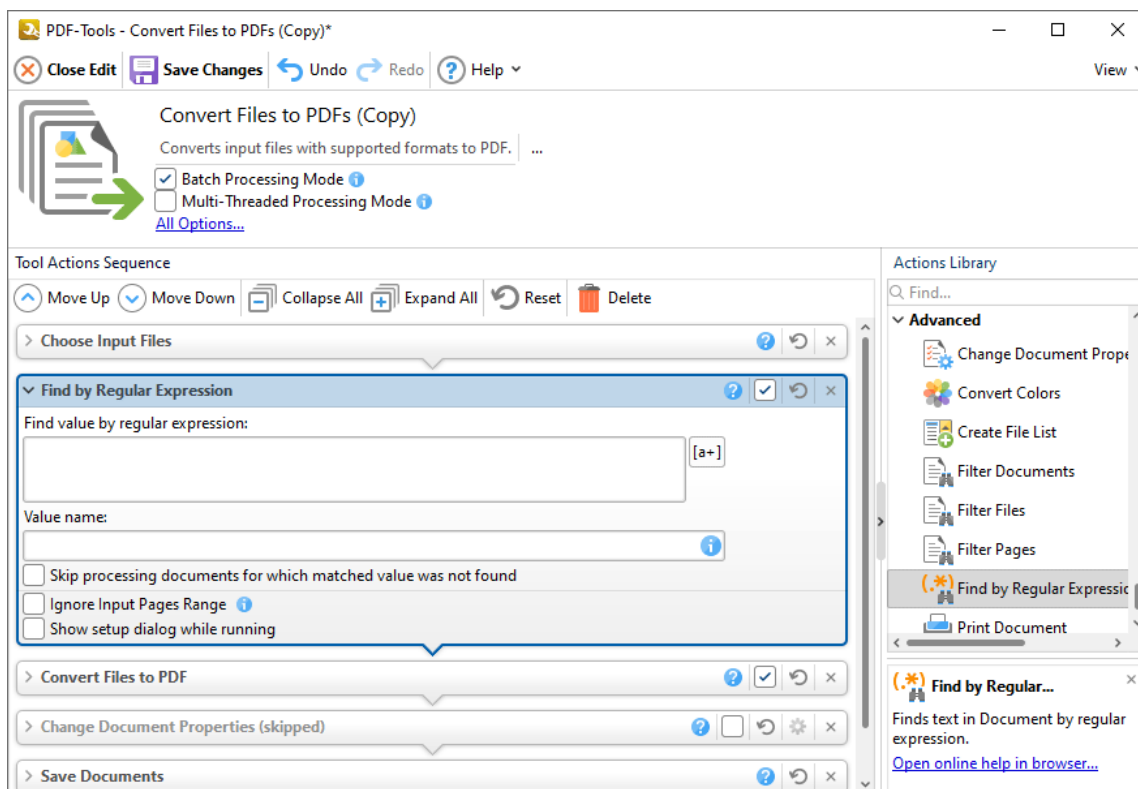 PDF-Tools - Convert Files to PDFs (Copy)*
Close Edit Save Changes Undo Redo ? Help View
Convert Files to PDFs (Copy)
Converts input files with supported formats to PDF. ...
Batch Processing Mode
Multi-Threaded Processing Mode
All Options...
Tool Actions Sequence
Move Up Move Down Collapse All Expand All Reset Delete
Choose Input Files ?
Find by Regular Expression ?
Find value by regular expression:
[a+]
Value name:
Skip processing documents for which matched value was not found
Ignore Input Pages Range
Show setup dialog while running
Convert Files to PDF ?
Change Document Properties (skipped) ?
Save Documents ?
Actions Library
Find...
Advanced
Change Document Prope
Convert Colors
Create File List
Filter Documents
Filter Files
Filter Pages
(.*) Find by Regular Expressic
Print Document
(.*) Find by Regular...
Finds text in Document by regular
expression.
Open online help in browser...